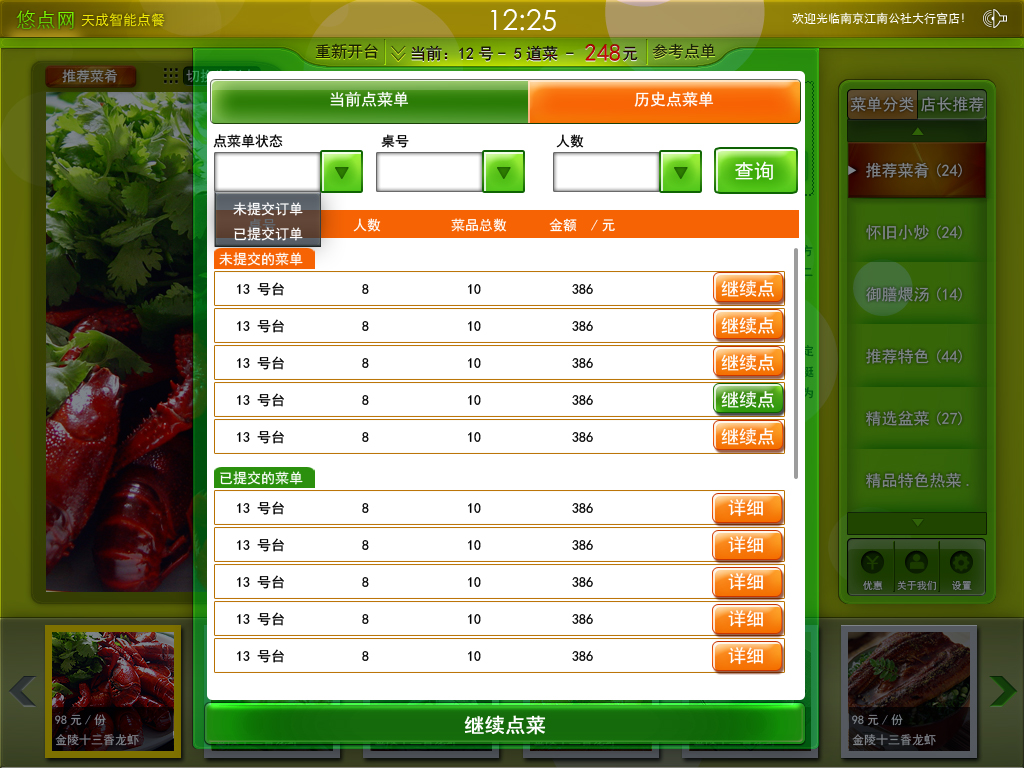 悠点网 天成智能点餐
12:25
欢迎光临南京江南公社大行宫店！
重新开台
当前: 12 号 - 5 道菜 - 248元
参考点单
推荐菜肴
当前点菜单 历史点菜单
菜单分类 店长推荐
点菜单状态 桌号 人数
查询
未提交订单
已提交订单
人数 菜品总数 金额 / 元
未提交的菜单
13 号台 8 10 386 继续点
13 号台 8 10 386 继续点
13 号台 8 10 386 继续点
13 号台 8 10 386 继续点
13 号台 8 10 386 继续点
已提交的菜单
13 号台 8 10 386 详细
13 号台 8 10 386 详细
13 号台 8 10 386 详细
13 号台 8 10 386 详细
13 号台 8 10 386 详细
继续点菜
推荐菜肴 (24)
怀旧小炒 (24)
御膳煨汤 (14)
推荐特色 (44)
精选盆菜 (27)
精品特色热菜 .
优惠 关于我们 设置
98 元 / 份
金陵十三香龙虾
98 元 / 份
金陵十三香龙虾